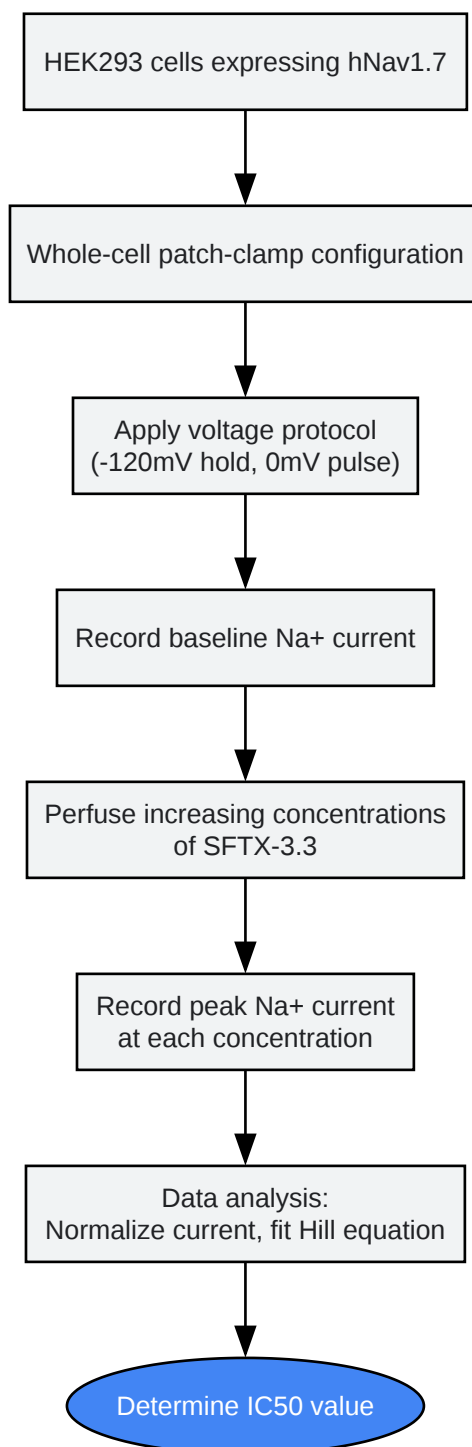 HEK293 cells expressing hNav1.7
Whole-cell patch-clamp configuration
Apply voltage protocol
(-120mV hold, 0mV pulse)
Record baseline Na+ current
Perfuse increasing concentrations
of SFTX-3.3
Record peak Na+ current
at each concentration
Data analysis:
Normalize current, fit Hill equation
Determine IC50 value